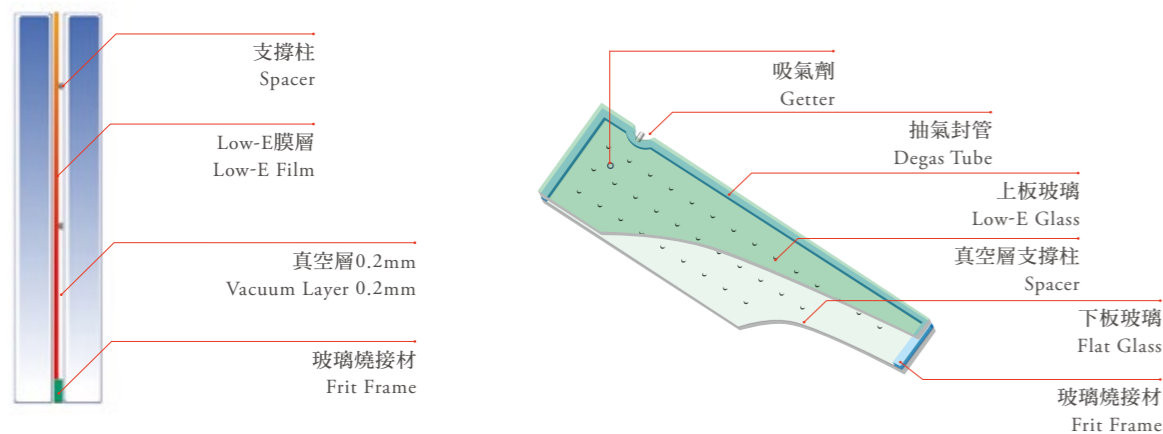 支撐柱
Spacer
Low-E膜層
Low-E Film
真空層0.2mm
Vacuum Layer 0.2mm
玻璃燒接材
Frit Frame
吸氣劑
Getter
抽氣封管
Degas Tube
上板玻璃
Low-E Glass
真空層支撐柱
Spacer
下板玻璃
Flat Glass
玻璃燒接材
Frit Frame